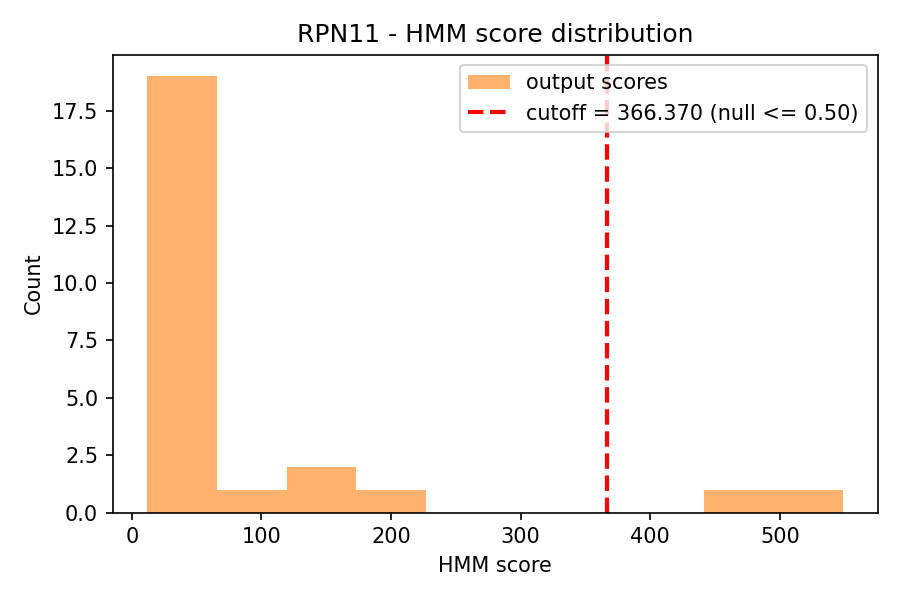 RPN11 - HMM score distribution
output scores
cutoff = 366.370 (null <= 0.50)
17.5
15.0
12.5
10.0
7.5
5.0
2.5
0.0
Count
0 100 200 300 400 500
HMM score